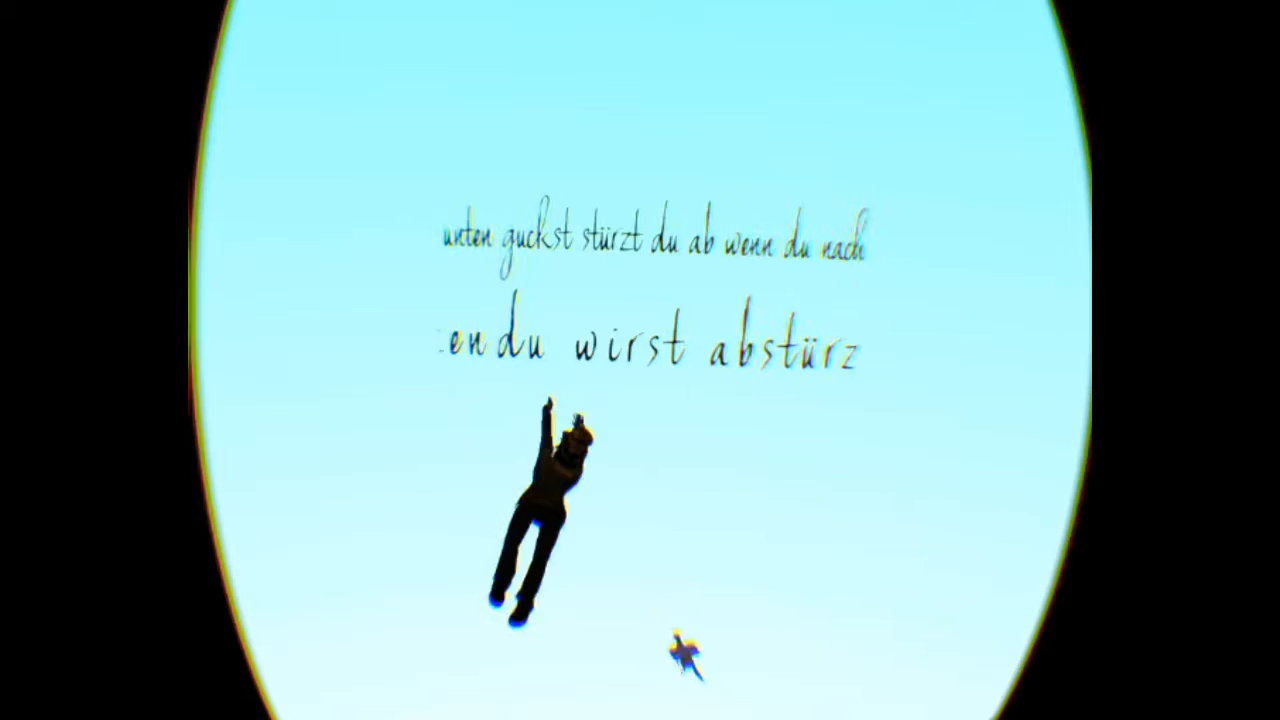 unten guckst stürzt du ab wenn du nach
en du wirst abstürz